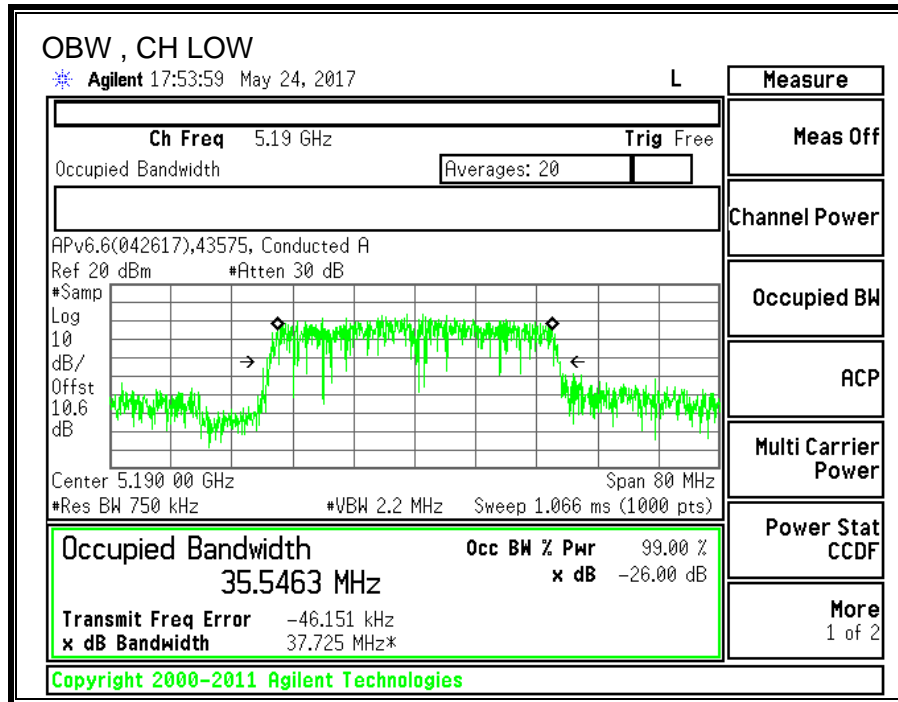 OBW , CH LOW
Agilent 17:53:59 May 24, 2017 L
Measure
Ch Freq 5.19 GHz Trig Free
Occupied Bandwidth Averages: 20
APv6.6(042617),43575, Conducted A
Ref 20 dBm #Atten 30 dB
#Samp
Log
10
dB/
Offst
10.6
dB
Center 5.190 00 GHz Span 80 MHz
#Res BW 750 kHz #VBW 2.2 MHz Sweep 1.066 ms (1000 pts)
Occupied Bandwidth
35.5463 MHz
Occ BW % Pwr 99.00 %
x dB -26.00 dB
Transmit Freq Error -46.151 kHz
x dB Bandwidth 37.725 MHz*
Copyright 2000-2011 Agilent Technologies
Meas Off
Channel Power
Occupied BW
ACP
Multi Carrier
Power
Power Stat
CCDF
More
1 of 2